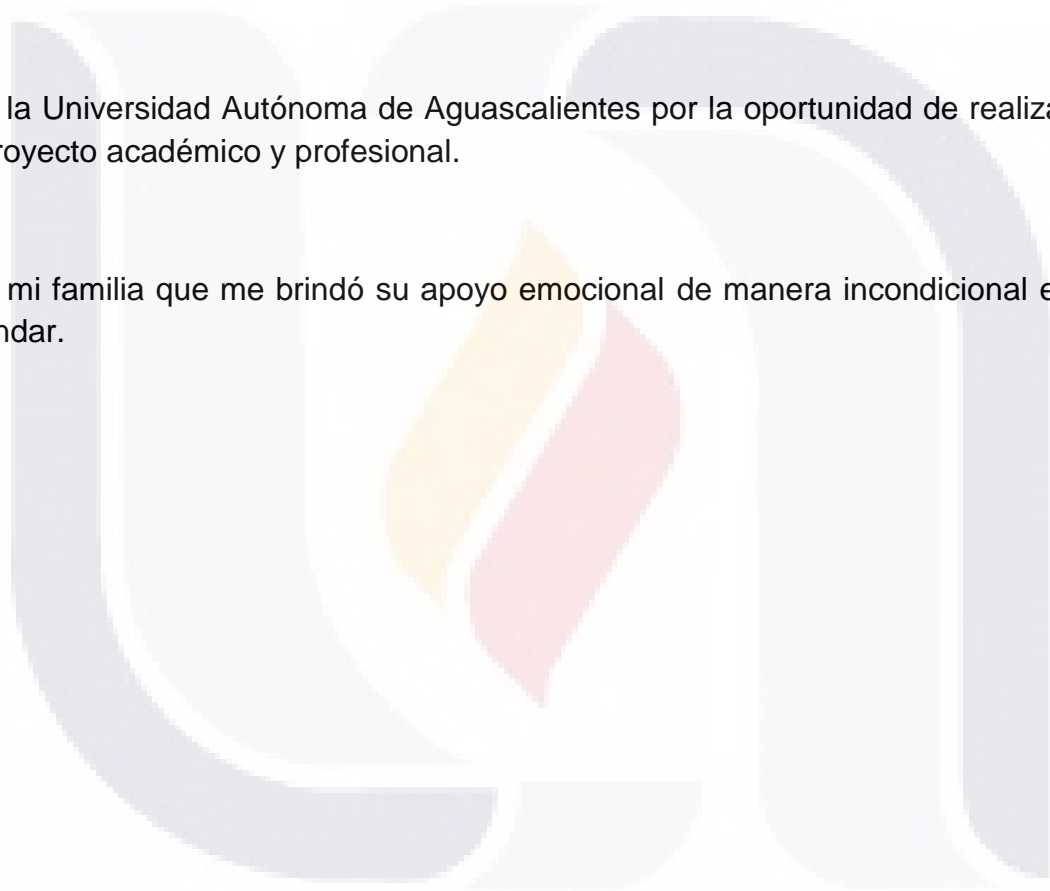 la Universidad Autónoma de Aguascalientes por la oportunidad de realiza
royecto académico y profesional.
mi familia que me brindó su apoyo emocional de manera incondicional e
ndar.